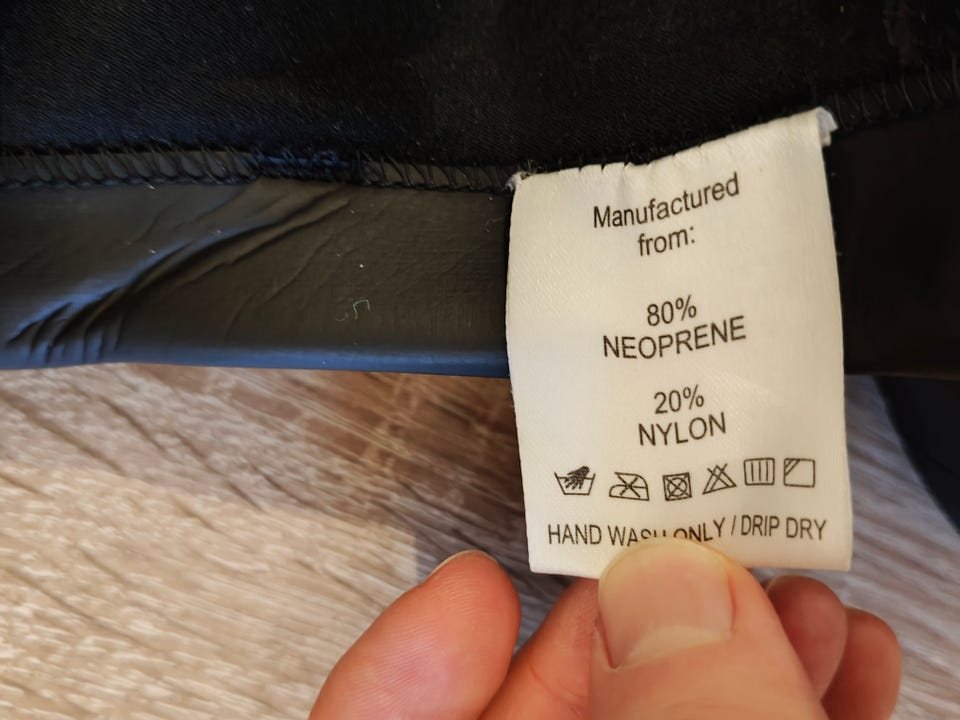 Manufactured
from:
80%
NEOPRENE
20%
NYLON
HAND WASH ONLY / DRIP DRY